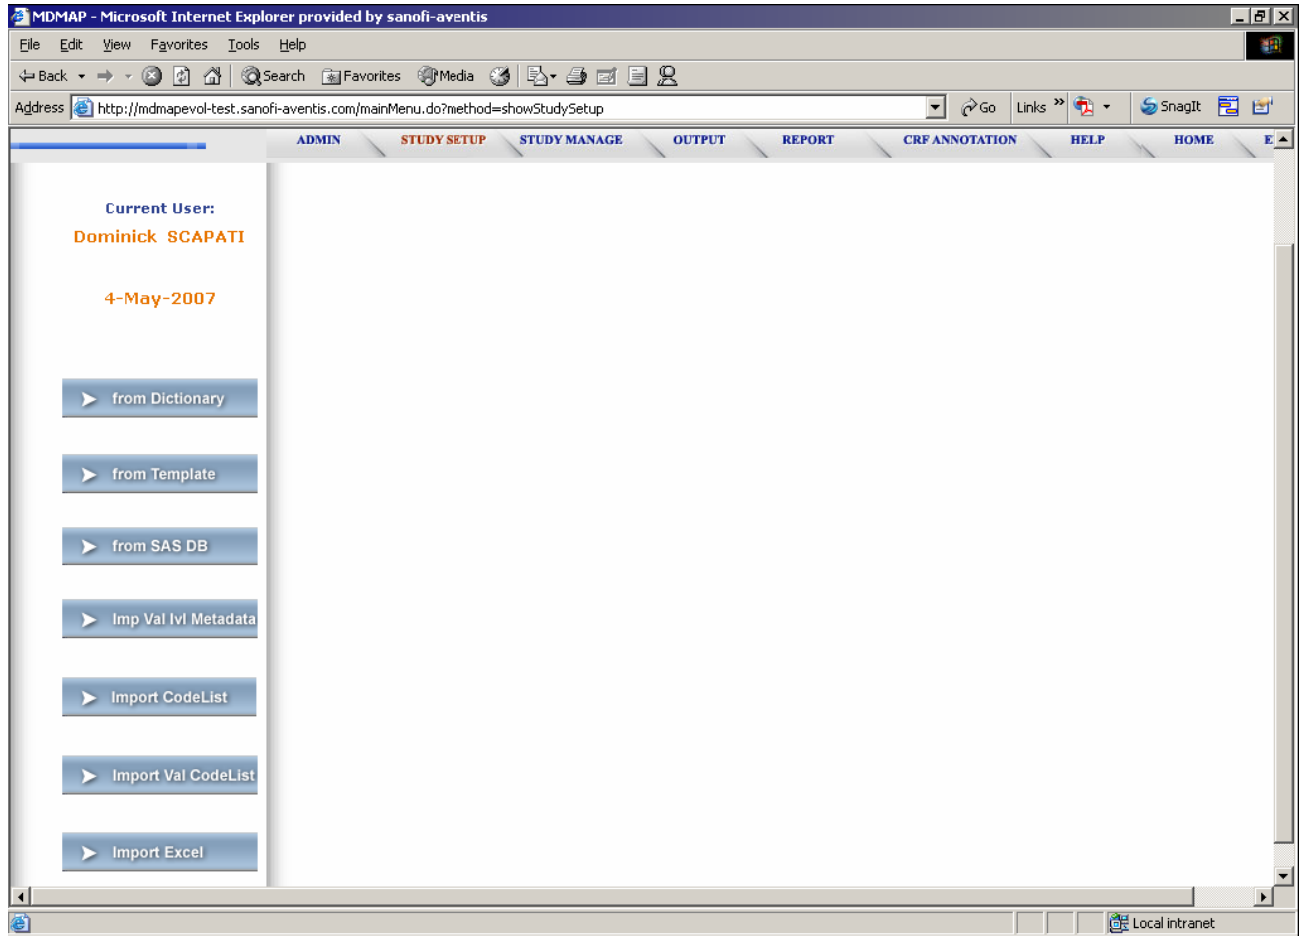 MDMAP - Microsoft Internet Explorer provided by sanofi-aventis
File Edit View Favorites Tools Help
Back Search Favorites Media
Address http://mdmapevol-test.sanofi-aventis.com/mainMenu.do?method=showStudySetup Go Links » SnagIt
ADMIN STUDY SETUP STUDY MANAGE OUTPUT REPORT CRF ANNOTATION HELP HOME E
Current User:
Dominick SCAPATI
4-May-2007
from Dictionary
from Template
from SAS DB
Imp Val lvl Metadata
Import CodeList
Import Val CodeList
Import Excel
Local intranet